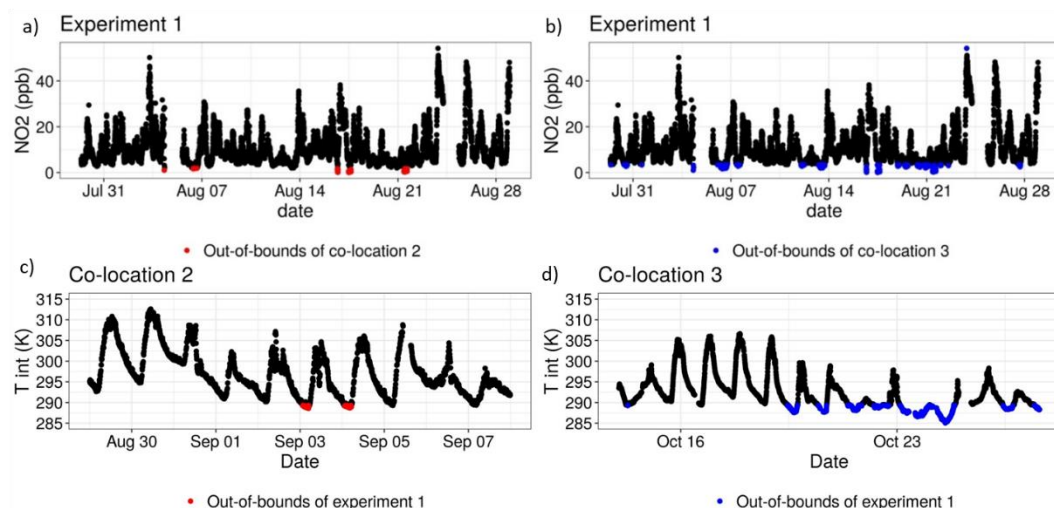 a) Experiment 1
NO2 (ppb)
40
20
0
Jul 31 Aug 07 Aug 14 Aug 21 Aug 28
date
Out-of-bounds of co-location 2
b) Experiment 1
NO2 (ppb)
40
20
0
Jul 31 Aug 07 Aug 14 Aug 21 Aug 28
date
Out-of-bounds of co-location 3
c) Co-location 2
T int (K)
315
310
305
300
295
290
285
Aug 30 Sep 01 Sep 03 Sep 05 Sep 07
Date
Out-of-bounds of experiment 1
d) Co-location 3
T int (K)
315
310
305
300
295
290
285
Oct 16 Oct 23
Date
Out-of-bounds of experiment 1